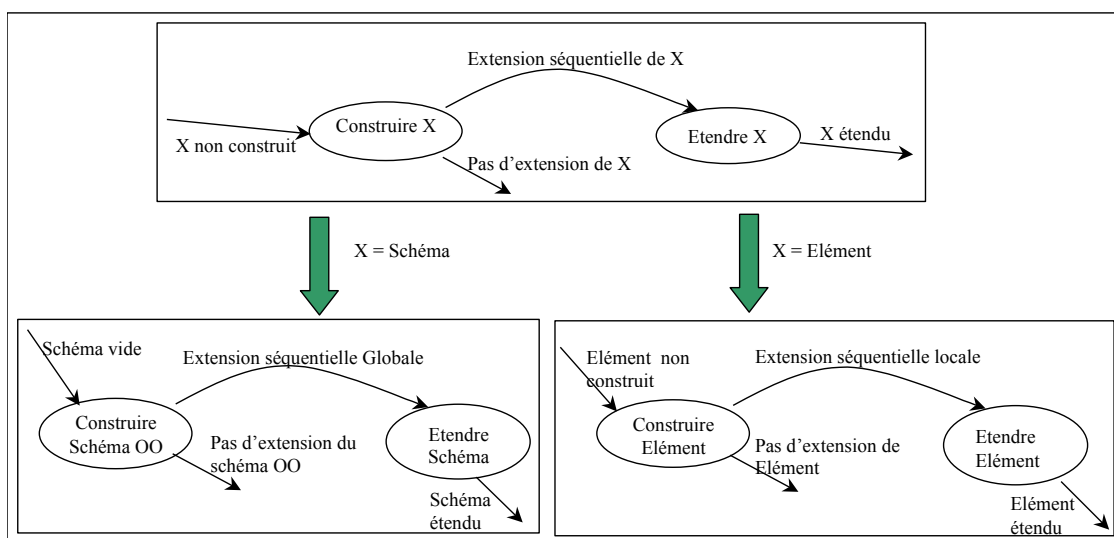 Extension séquentielle de X
Construire X
Etendre X
X étendu
X non construit
Pas d’extension de X
X = Schéma
X = Elément
Schéma vide
Extension séquentielle Globale
Construire
Schéma OO
Pas d’extension du
schéma OO
Etendre
Schéma
Schéma
étendu
Elément non
construit
Extension séquentielle locale
Construire
Elément
Pas d’extension de
Elément
Etendre
Elément
Elément
étendu